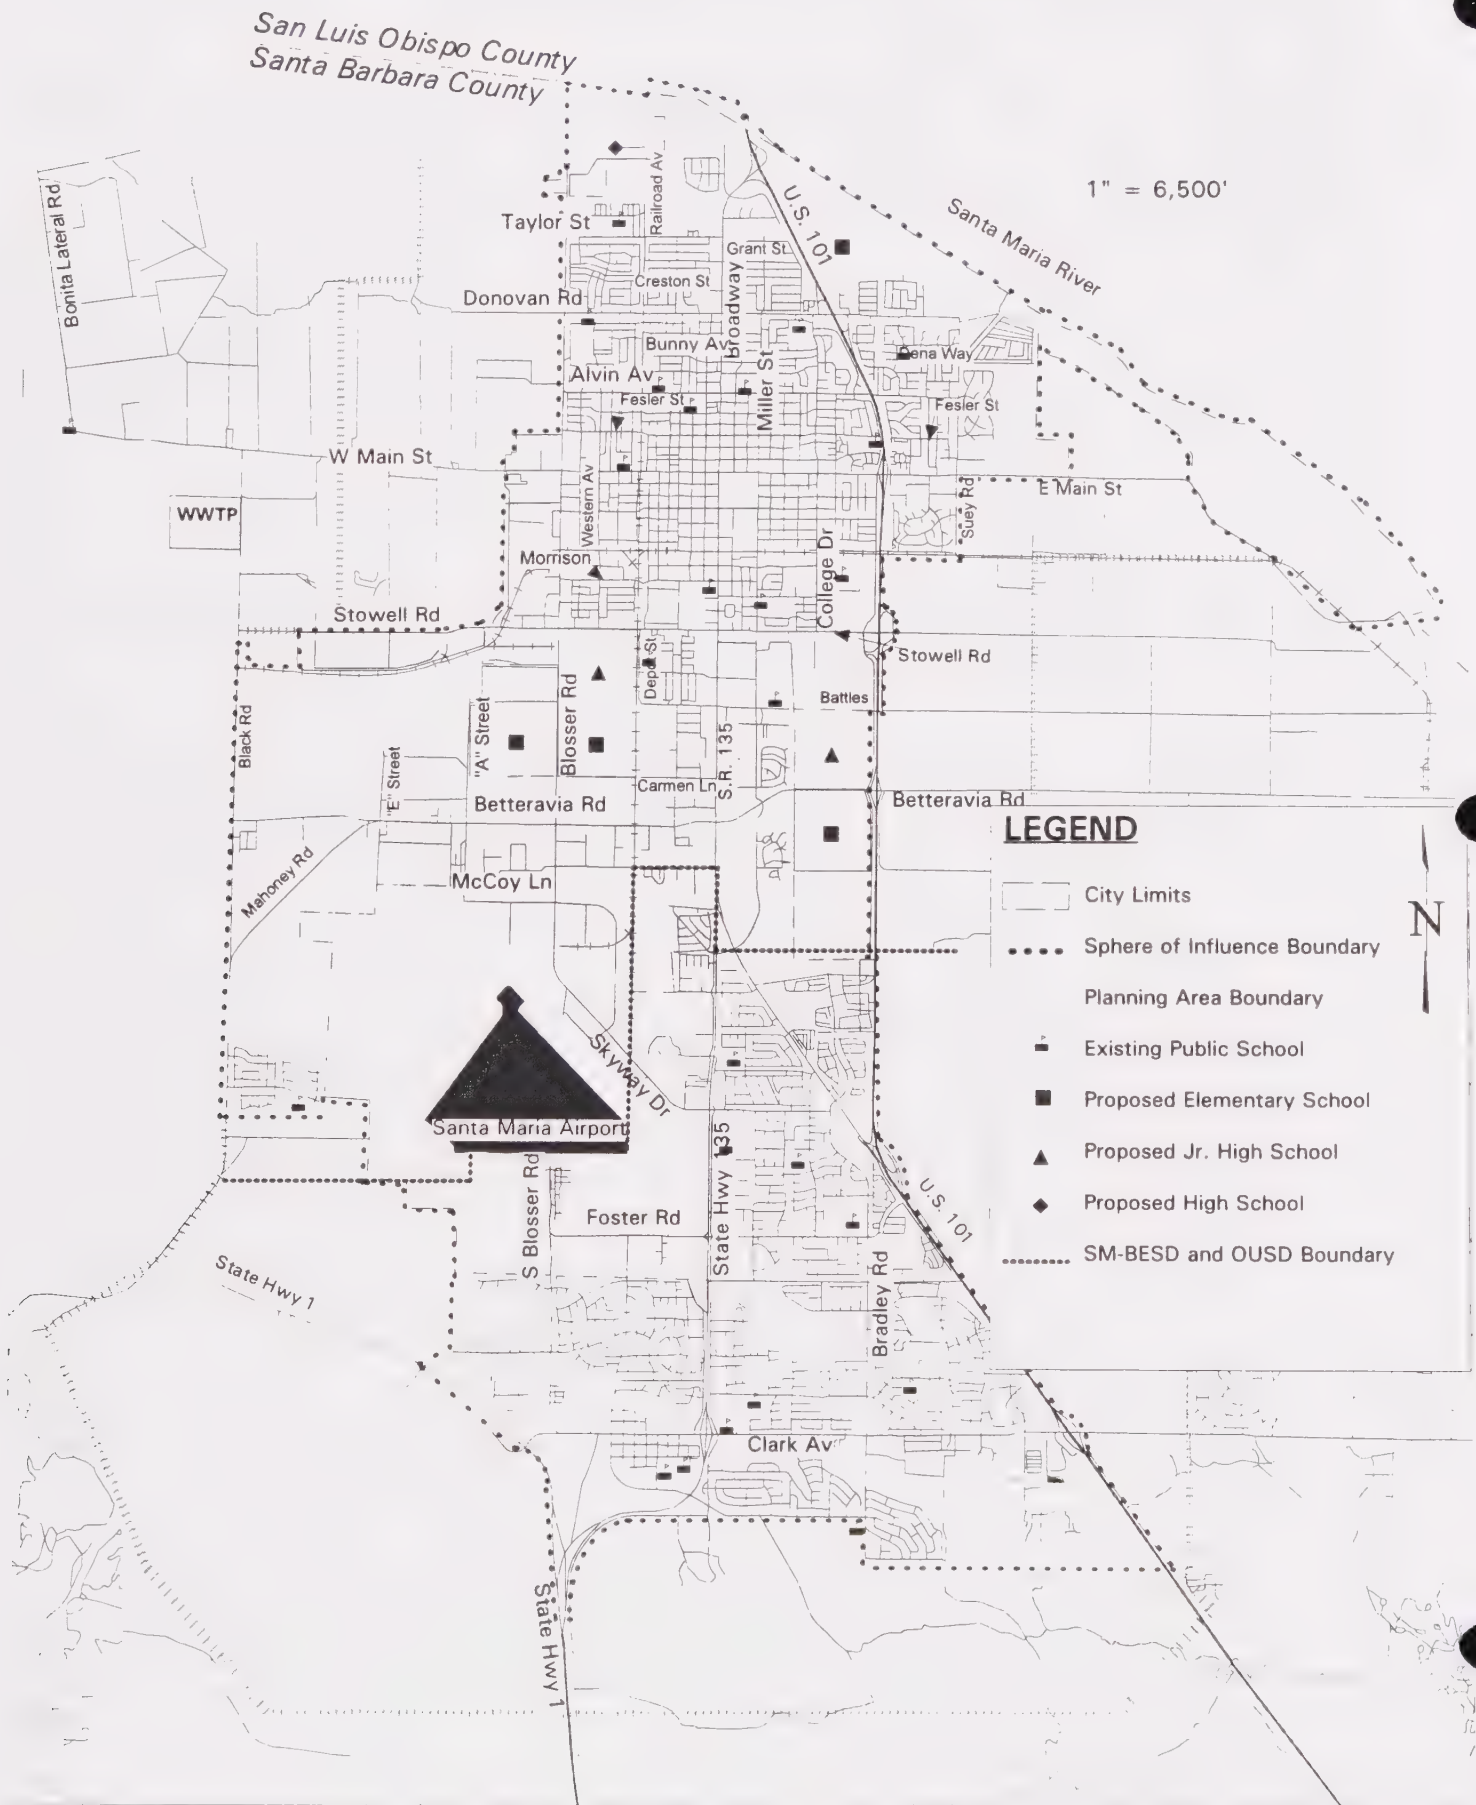 San Luis Obispo County
Santa Barbara County
1" = 6,500'
Bonita Lateral Rd
Taylor St
Railroad Av
U.S. 101
Santa Maria River
Grant St
Creston St
Broadway
Donovan Rd
Bunny Av
Miller St
Alvin Av
Fesler St
Fesler St
W Main St
E Main St
Western Av
Suey Rd
WWTP
Morrison
College Dr
Stowell Rd
Stowell Rd
Depot St
Battles
Black Rd
"A" Street
Blosser Rd
S.R. 135
"E" Street
Carmen Ln
Betteravia Rd
Betteravia Rd
LEGEND
Mahoney Rd
McCoy Ln
City Limits
N
Sphere of Influence Boundary
Planning Area Boundary
Skyway Dr
Existing Public School
Proposed Elementary School
Santa Maria Airport
Proposed Jr. High School
State Hwy 135
S Blosser Rd
U.S. 101
Proposed High School
Foster Rd
SM-BESD and OUSD Boundary
State Hwy 1
Bradley Rd
Clark Av
State Hwy 1